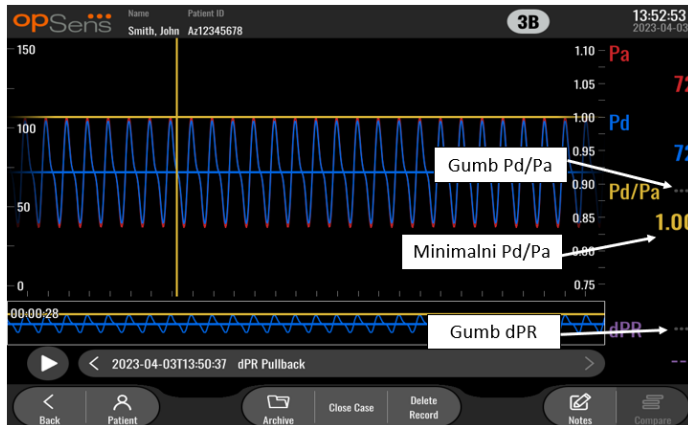 opSens
Name
Patient ID
Smith, John
Az12345678
3B
13:52:53
2023-04-03
150
100
50
0
1.10
1.05
1.00
0.95
0.90
0.85
0.80
0.75
Pa
72
Pd
72
Gumb Pd/Pa
---
Pd/Pa
1.00
Minimalni Pd/Pa
00:00:28
Gumb dPR
dPR
---
--
2023-04-03T13:50:37 dPR Pullback
Back
Patient
Archive
Close Case
Delete
Record
Notes
Compare